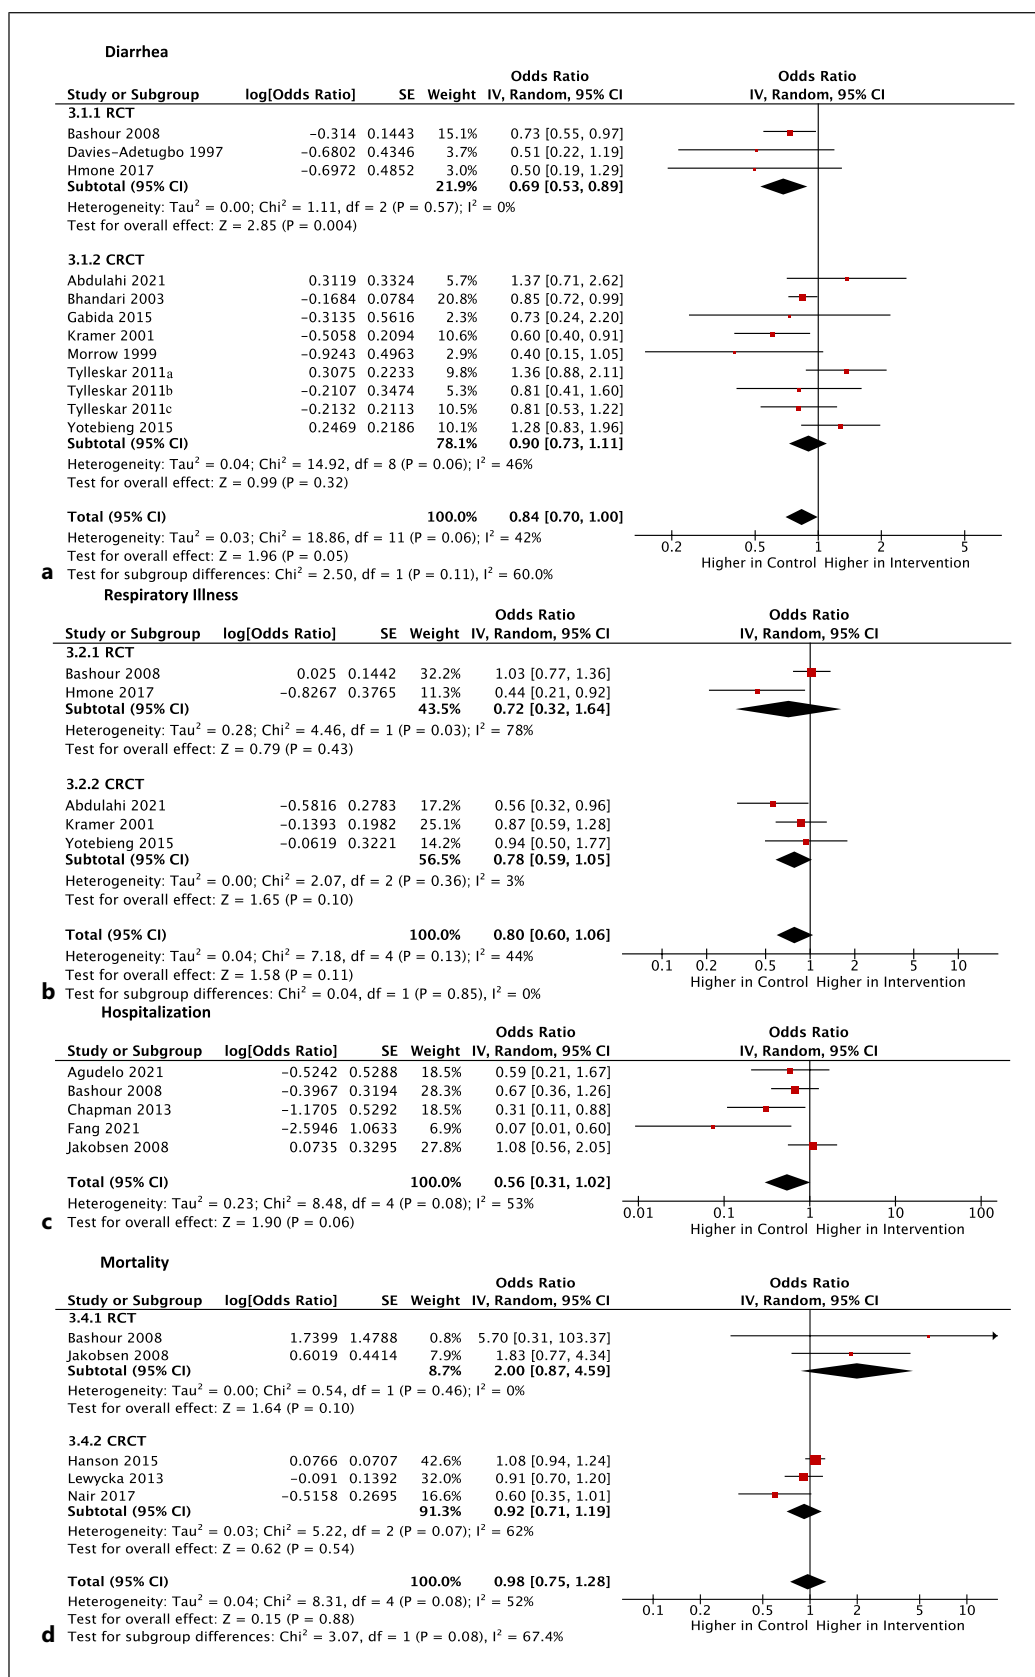 Diarrhea
Odds Ratio Odds Ratio
Study or Subgroup log[Odds Ratio] SE Weight IV, Random, 95% CI IV, Random, 95% CI
3.1.1 RCT
Bashour 2008 −0.314 0.1443 15.1% 0.73 [0.55, 0.97]
Davies–Adetugbo 1997 −0.6802 0.4346 3.7% 0.51 [0.22, 1.19]
Hmone 2017 −0.6972 0.4852 3.0% 0.50 [0.19, 1.29]
Subtotal (95% CI) 21.9% 0.69 [0.53, 0.89]
Heterogeneity: Tau² = 0.00; Chi² = 1.11, df = 2 (P = 0.57); I² = 0%
Test for overall effect: Z = 2.85 (P = 0.004)
3.1.2 CRCT
Abdulahi 2021 0.3119 0.3324 5.7% 1.37 [0.71, 2.62]
Bhandari 2003 −0.1684 0.0784 20.8% 0.85 [0.72, 0.99]
Gabida 2015 −0.3135 0.5616 2.3% 0.73 [0.24, 2.20]
Kramer 2001 −0.5058 0.2094 10.6% 0.60 [0.40, 0.91]
Morrow 1999 −0.9243 0.4963 2.9% 0.40 [0.15, 1.05]
Tylleskar 2011a 0.3075 0.2233 9.8% 1.36 [0.88, 2.11]
Tylleskar 2011b −0.2107 0.3474 5.3% 0.81 [0.41, 1.60]
Tylleskar 2011c −0.2132 0.2113 10.5% 0.81 [0.53, 1.22]
Yotebieng 2015 0.2469 0.2186 10.1% 1.28 [0.83, 1.96]
Subtotal (95% CI) 78.1% 0.90 [0.73, 1.11]
Heterogeneity: Tau² = 0.04; Chi² = 14.92, df = 8 (P = 0.06); I² = 46%
Test for overall effect: Z = 0.99 (P = 0.32)
Total (95% CI) 100.0% 0.84 [0.70, 1.00]
Heterogeneity: Tau² = 0.03; Chi² = 18.86, df = 11 (P = 0.06); I² = 42%
Test for overall effect: Z = 1.96 (P = 0.05)
0.2 0.5 1 2 5
Higher in Control Higher in Intervention
a Test for subgroup differences: Chi² = 2.50, df = 1 (P = 0.11), I² = 60.0%
Respiratory Illness
Odds Ratio Odds Ratio
Study or Subgroup log[Odds Ratio] SE Weight IV, Random, 95% CI IV, Random, 95% CI
3.2.1 RCT
Bashour 2008 0.025 0.1442 32.2% 1.03 [0.77, 1.36]
Hmone 2017 −0.8267 0.3765 11.3% 0.44 [0.21, 0.92]
Subtotal (95% CI) 43.5% 0.72 [0.32, 1.64]
Heterogeneity: Tau² = 0.28; Chi² = 4.46, df = 1 (P = 0.03); I² = 78%
Test for overall effect: Z = 0.79 (P = 0.43)
3.2.2 CRCT
Abdulahi 2021 −0.5816 0.2783 17.2% 0.56 [0.32, 0.96]
Kramer 2001 −0.1393 0.1982 25.1% 0.87 [0.59, 1.28]
Yotebieng 2015 −0.0619 0.3221 14.2% 0.94 [0.50, 1.77]
Subtotal (95% CI) 56.5% 0.78 [0.59, 1.05]
Heterogeneity: Tau² = 0.00; Chi² = 2.07, df = 2 (P = 0.36); I² = 3%
Test for overall effect: Z = 1.65 (P = 0.10)
Total (95% CI) 100.0% 0.80 [0.60, 1.06]
Heterogeneity: Tau² = 0.04; Chi² = 7.18, df = 4 (P = 0.13); I² = 44%
0.1 0.2 0.5 1 2 5 10
Test for overall effect: Z = 1.58 (P = 0.11)
Higher in Control Higher in Intervention
b Test for subgroup differences: Chi² = 0.04, df = 1 (P = 0.85), I² = 0%
Hospitalization
Odds Ratio Odds Ratio
Study or Subgroup log[Odds Ratio] SE Weight IV, Random, 95% CI IV, Random, 95% CI
Agudelo 2021 −0.5242 0.5288 18.5% 0.59 [0.21, 1.67]
Bashour 2008 −0.3967 0.3194 28.3% 0.67 [0.36, 1.26]
Chapman 2013 −1.1705 0.5292 18.5% 0.31 [0.11, 0.88]
Fang 2021 −2.5946 1.0633 6.9% 0.07 [0.01, 0.60]
Jakobsen 2008 0.0735 0.3295 27.8% 1.08 [0.56, 2.05]
Total (95% CI) 100.0% 0.56 [0.31, 1.02]
Heterogeneity: Tau² = 0.23; Chi² = 8.48, df = 4 (P = 0.08); I² = 53%
0.01 0.1 1 10 100
c Test for overall effect: Z = 1.90 (P = 0.06)
Higher in Control Higher in Intervention
Mortality
Odds Ratio Odds Ratio
Study or Subgroup log[Odds Ratio] SE Weight IV, Random, 95% CI IV, Random, 95% CI
3.4.1 RCT
Bashour 2008 1.7399 1.4788 0.8% 5.70 [0.31, 103.37]
Jakobsen 2008 0.6019 0.4414 7.9% 1.83 [0.77, 4.34]
Subtotal (95% CI) 8.7% 2.00 [0.87, 4.59]
Heterogeneity: Tau² = 0.00; Chi² = 0.54, df = 1 (P = 0.46); I² = 0%
Test for overall effect: Z = 1.64 (P = 0.10)
3.4.2 CRCT
Hanson 2015 0.0766 0.0707 42.6% 1.08 [0.94, 1.24]
Lewycka 2013 −0.091 0.1392 32.0% 0.91 [0.70, 1.20]
Nair 2017 −0.5158 0.2695 16.6% 0.60 [0.35, 1.01]
Subtotal (95% CI) 91.3% 0.92 [0.71, 1.19]
Heterogeneity: Tau² = 0.03; Chi² = 5.22, df = 2 (P = 0.07); I² = 62%
Test for overall effect: Z = 0.62 (P = 0.54)
Total (95% CI) 100.0% 0.98 [0.75, 1.28]
Heterogeneity: Tau² = 0.04; Chi² = 8.31, df = 4 (P = 0.08); I² = 52%
0.1 0.2 0.5 1 2 5 10
Test for overall effect: Z = 0.15 (P = 0.88)
Higher in Control Higher in Intervention
d Test for subgroup differences: Chi² = 3.07, df = 1 (P = 0.08), I² = 67.4%